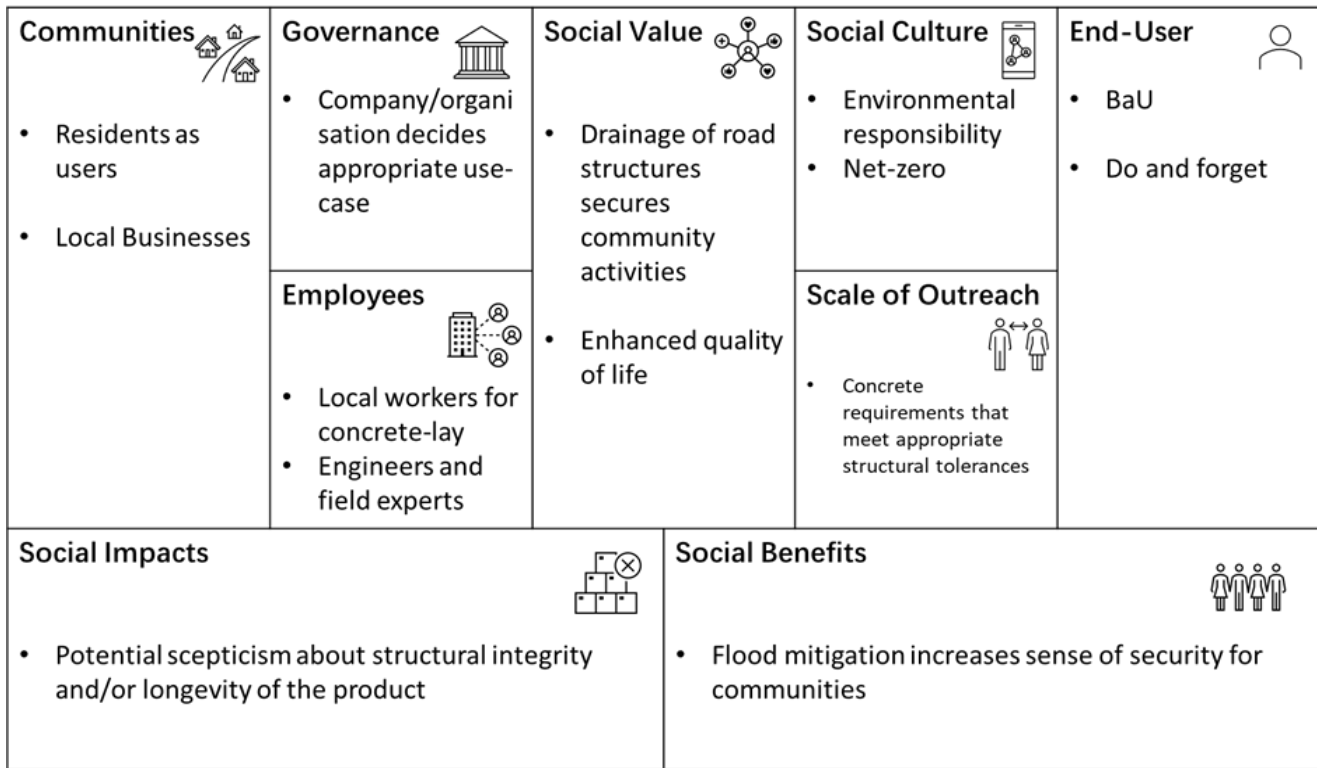 Communities
Residents as
users
Local Businesses
Governance
Company/organi
sation decides
appropriate use-
case
Employees
Local workers for
concrete-lay
Engineers and
field experts
Social Value
Drainage of road
structures
secures
community
activities
Enhanced quality
of life
Social Culture
Environmental
responsibility
Net-zero
Scale of Outreach
Concrete
requirements that
meet appropriate
structural tolerances
End-User
BaU
Do and forget
Social Impacts
Potential scepticism about structural integrity
and/or longevity of the product
Social Benefits
Flood mitigation increases sense of security for
communities